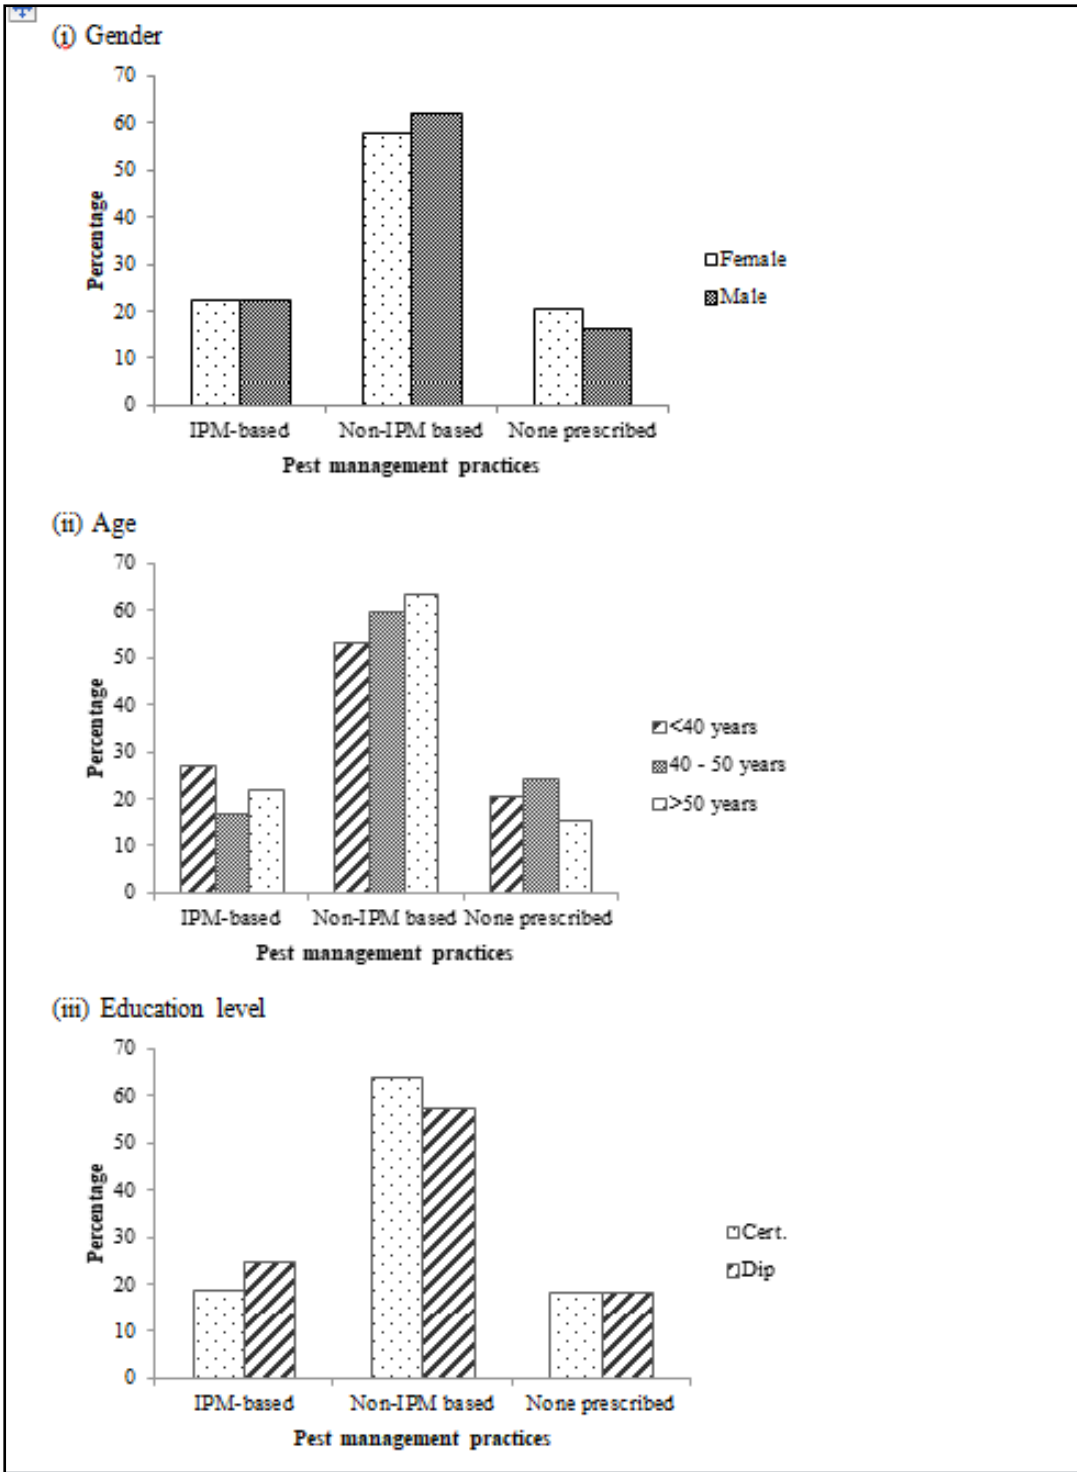 (i) Gender
70
60
50
40
30
20
10
0
Percentage
IPM-based Non-IPM based None prescribed
Pest management practices
Female
Male
(ii) Age
70
60
50
40
30
20
10
0
Percentage
IPM-based Non-IPM based None prescribed
Pest management practices
<40 years
40 - 50 years
>50 years
(iii) Education level
70
60
50
40
30
20
10
0
Percentage
IPM-based Non-IPM based None prescribed
Pest management practices
Cert.
Dip